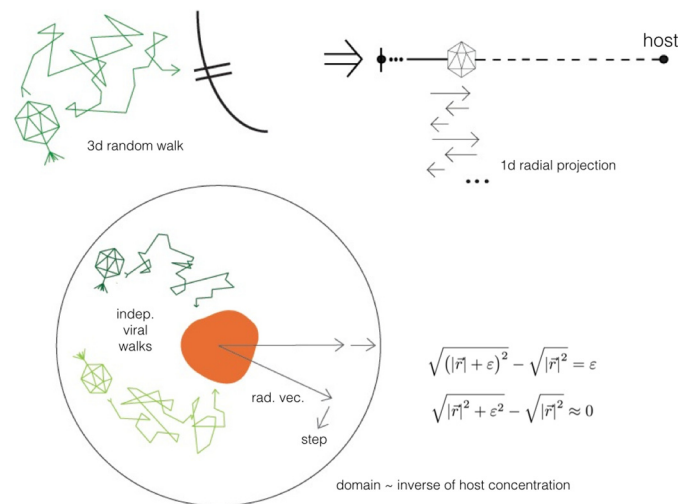 host
3d random walk
1d radial projection
indep.
viral
walks
rad. vec.
step
√(|r⃗| + ε)² − √|r⃗|² = ε
√|r⃗|² + ε² − √|r⃗|² ≈ 0
domain ~ inverse of host concentration